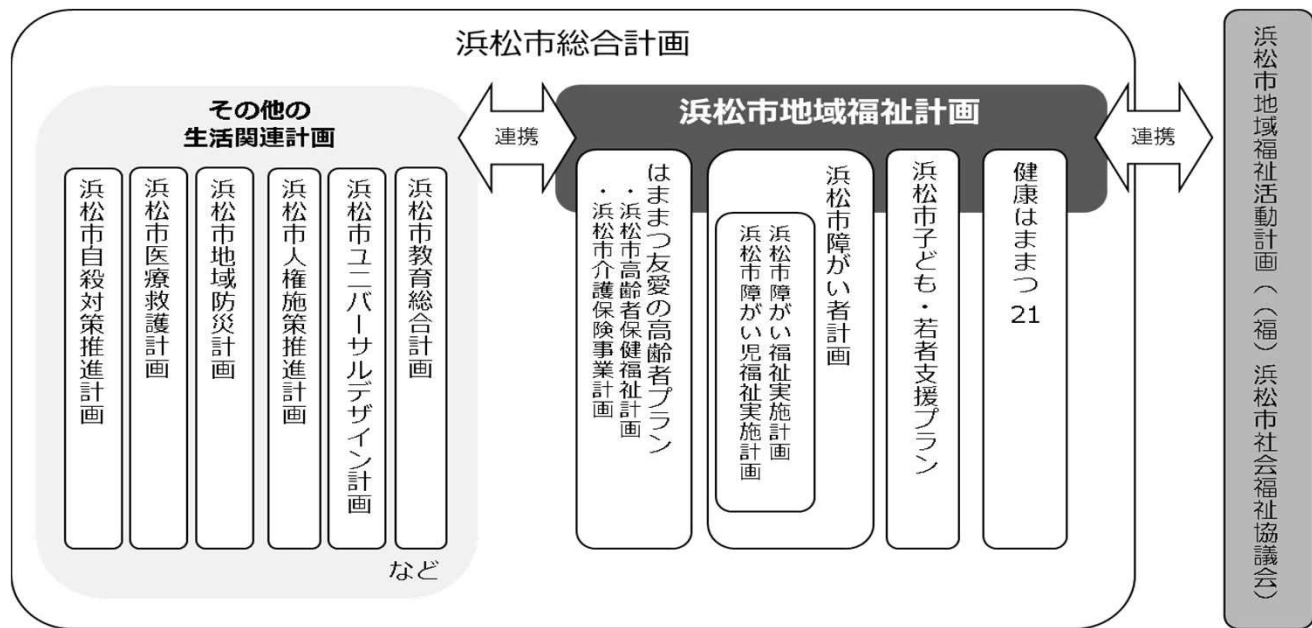 浜松市総合計画
その他の
生活関連計画
浜松市自殺対策推進計画
浜松市医療救護計画
浜松市地域防災計画
浜松市人権施策推進計画
浜松市ユニバーサルデザイン計画
浜松市教育総合計画
など
連携
浜松市地域福祉計画
はままつ友愛の高齢者プラン
・浜松市高齢者保健福祉計画
・浜松市介護保険事業計画
浜松市障がい者計画
浜松市障がい福祉実施計画
浜松市障がい児福祉実施計画
浜松市子ども・若者支援プラン
健康はままつ21
連携
浜松市地域福祉活動計画((福)浜松市社会福祉協議会)